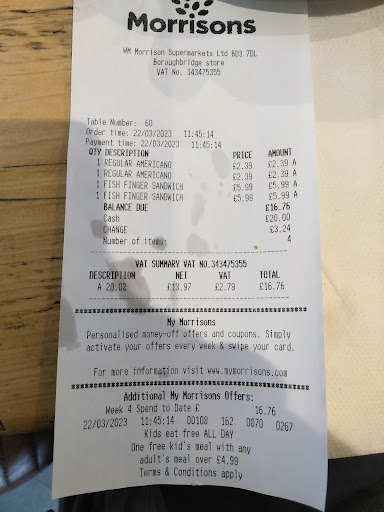 Morrisons
WM Morrison Supermarkets Ltd BD3 7DL
Boroughbridge store
VAT No. 343475355
Table Number: 60
Order time: 22/03/2023 11:45:14
Payment time: 22/03/2023 11:45:14
QTY DESCRIPTION PRICE AMOUNT
1 REGULAR AMERICANO £2.39 £2.39 A
1 REGULAR AMERICANO £2.39 £2.39 A
1 FISH FINGER SANDWICH £5.99 £5.99 A
1 FISH FINGER SANDWICH £5.99 £5.99 A
BALANCE DUE £16.76
Cash £20.00
CHANGE £3.24
Number of items: 4
VAT SUMMARY VAT NO.343475355
DESCRIPTION NET VAT TOTAL
A 20.02 £13.97 £2.79 £16.76
My Morrisons
Personalised money-off offers and coupons. Simply
activate your offers every week & swipe your card.
For more information visit www.mymorrisons.com
Additional My Morrisons Offers:
Week 4 Spend to Date £ 16.76
22/03/2023 11:45:14 00108 162 0070 0267
Kids eat free ALL DAY
One free kid's meal with any
adult's meal over £4.99
Terms & Conditions apply